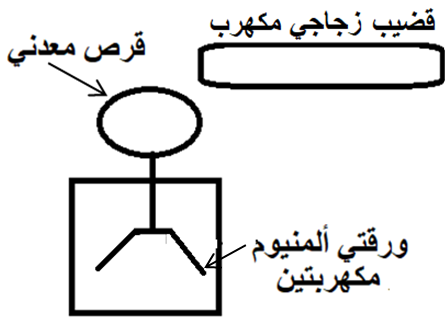 قضيب زجاجي مكهرب
قرص معدني
ورقتي ألمنيوم
مكهربتين